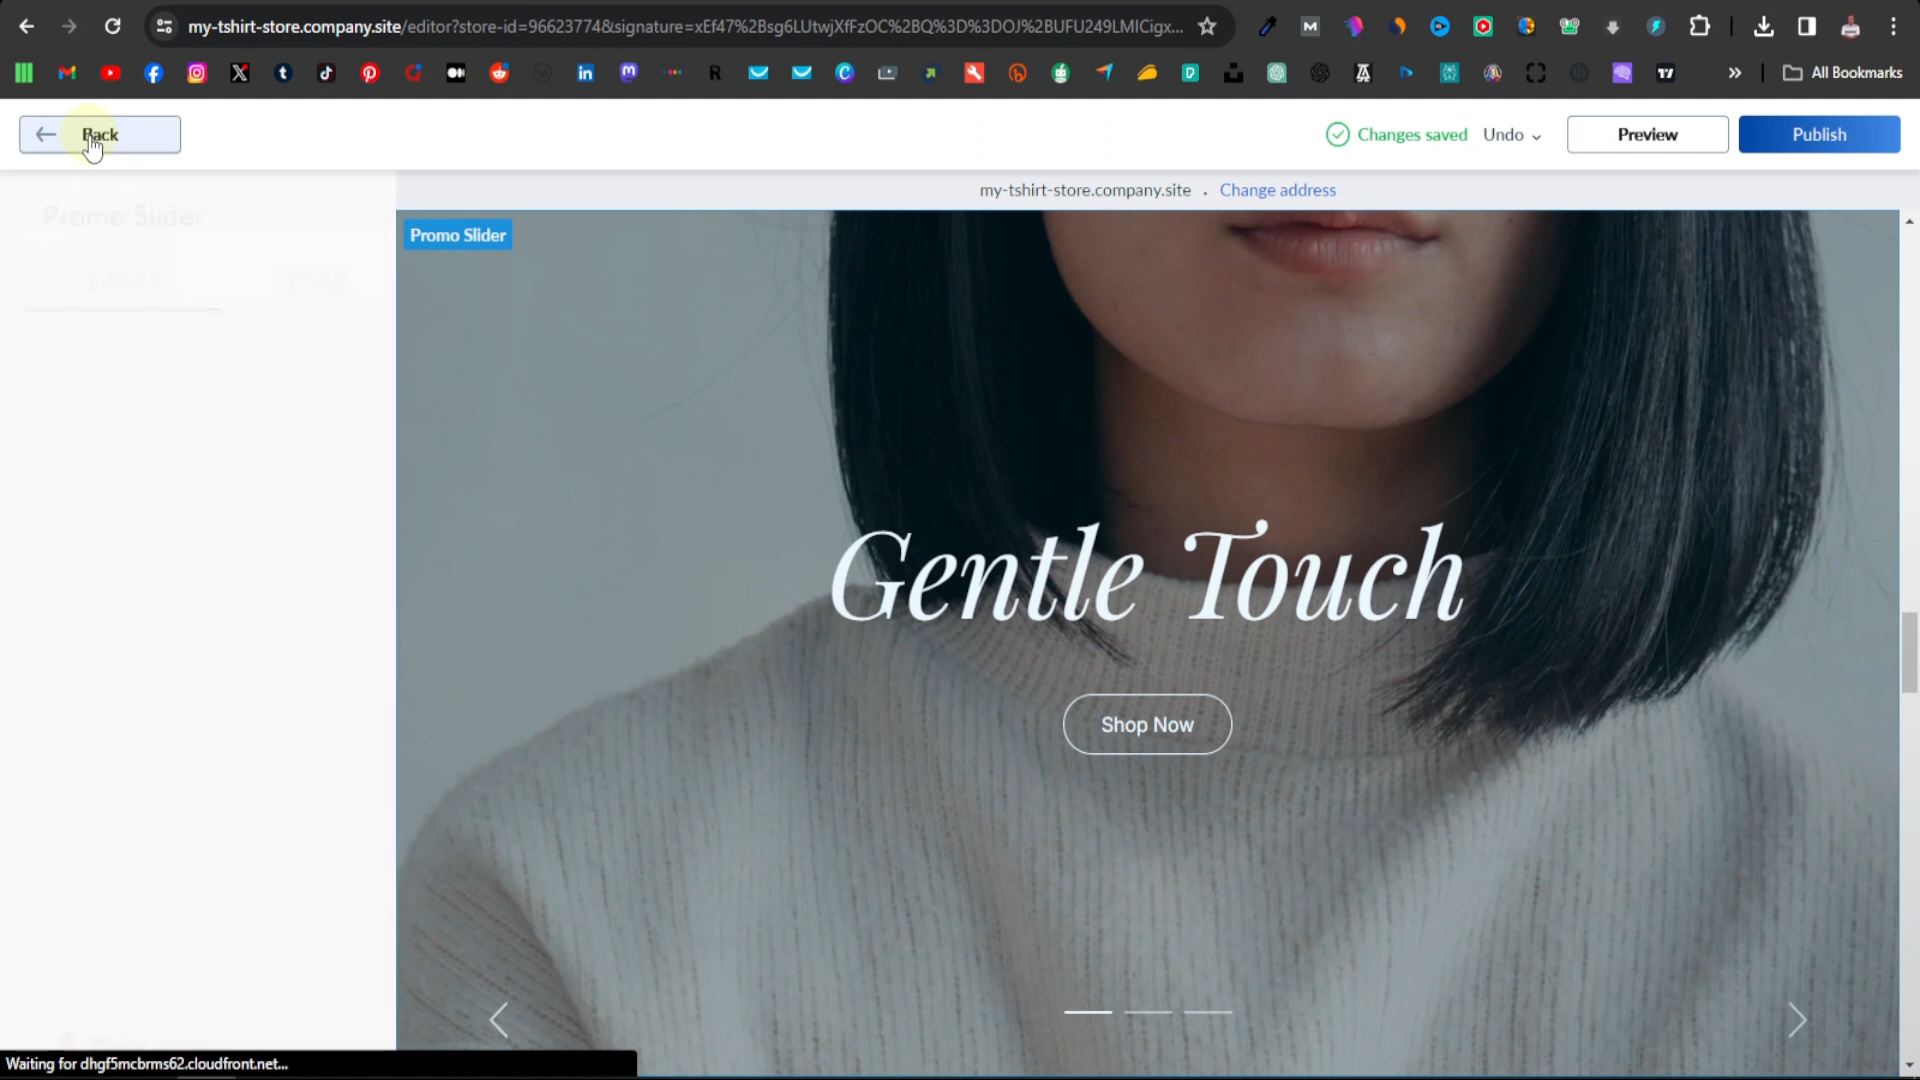 my-tshirt-store.company.site/editor?store-id=96623774&signature=xEf47%2Bsg6LUtwjXfFzOC%2BQ%3D%3DOJ%2BUFU249LMICigx...
All Bookmarks
Back
Changes saved
Undo
Preview
Publish
my-tshirt-store.company.site . Change address
Promo Slider
Promo Slider
Gentle Touch
Shop Now
Waiting for dhgf5mcbrms62.cloudfront.net...